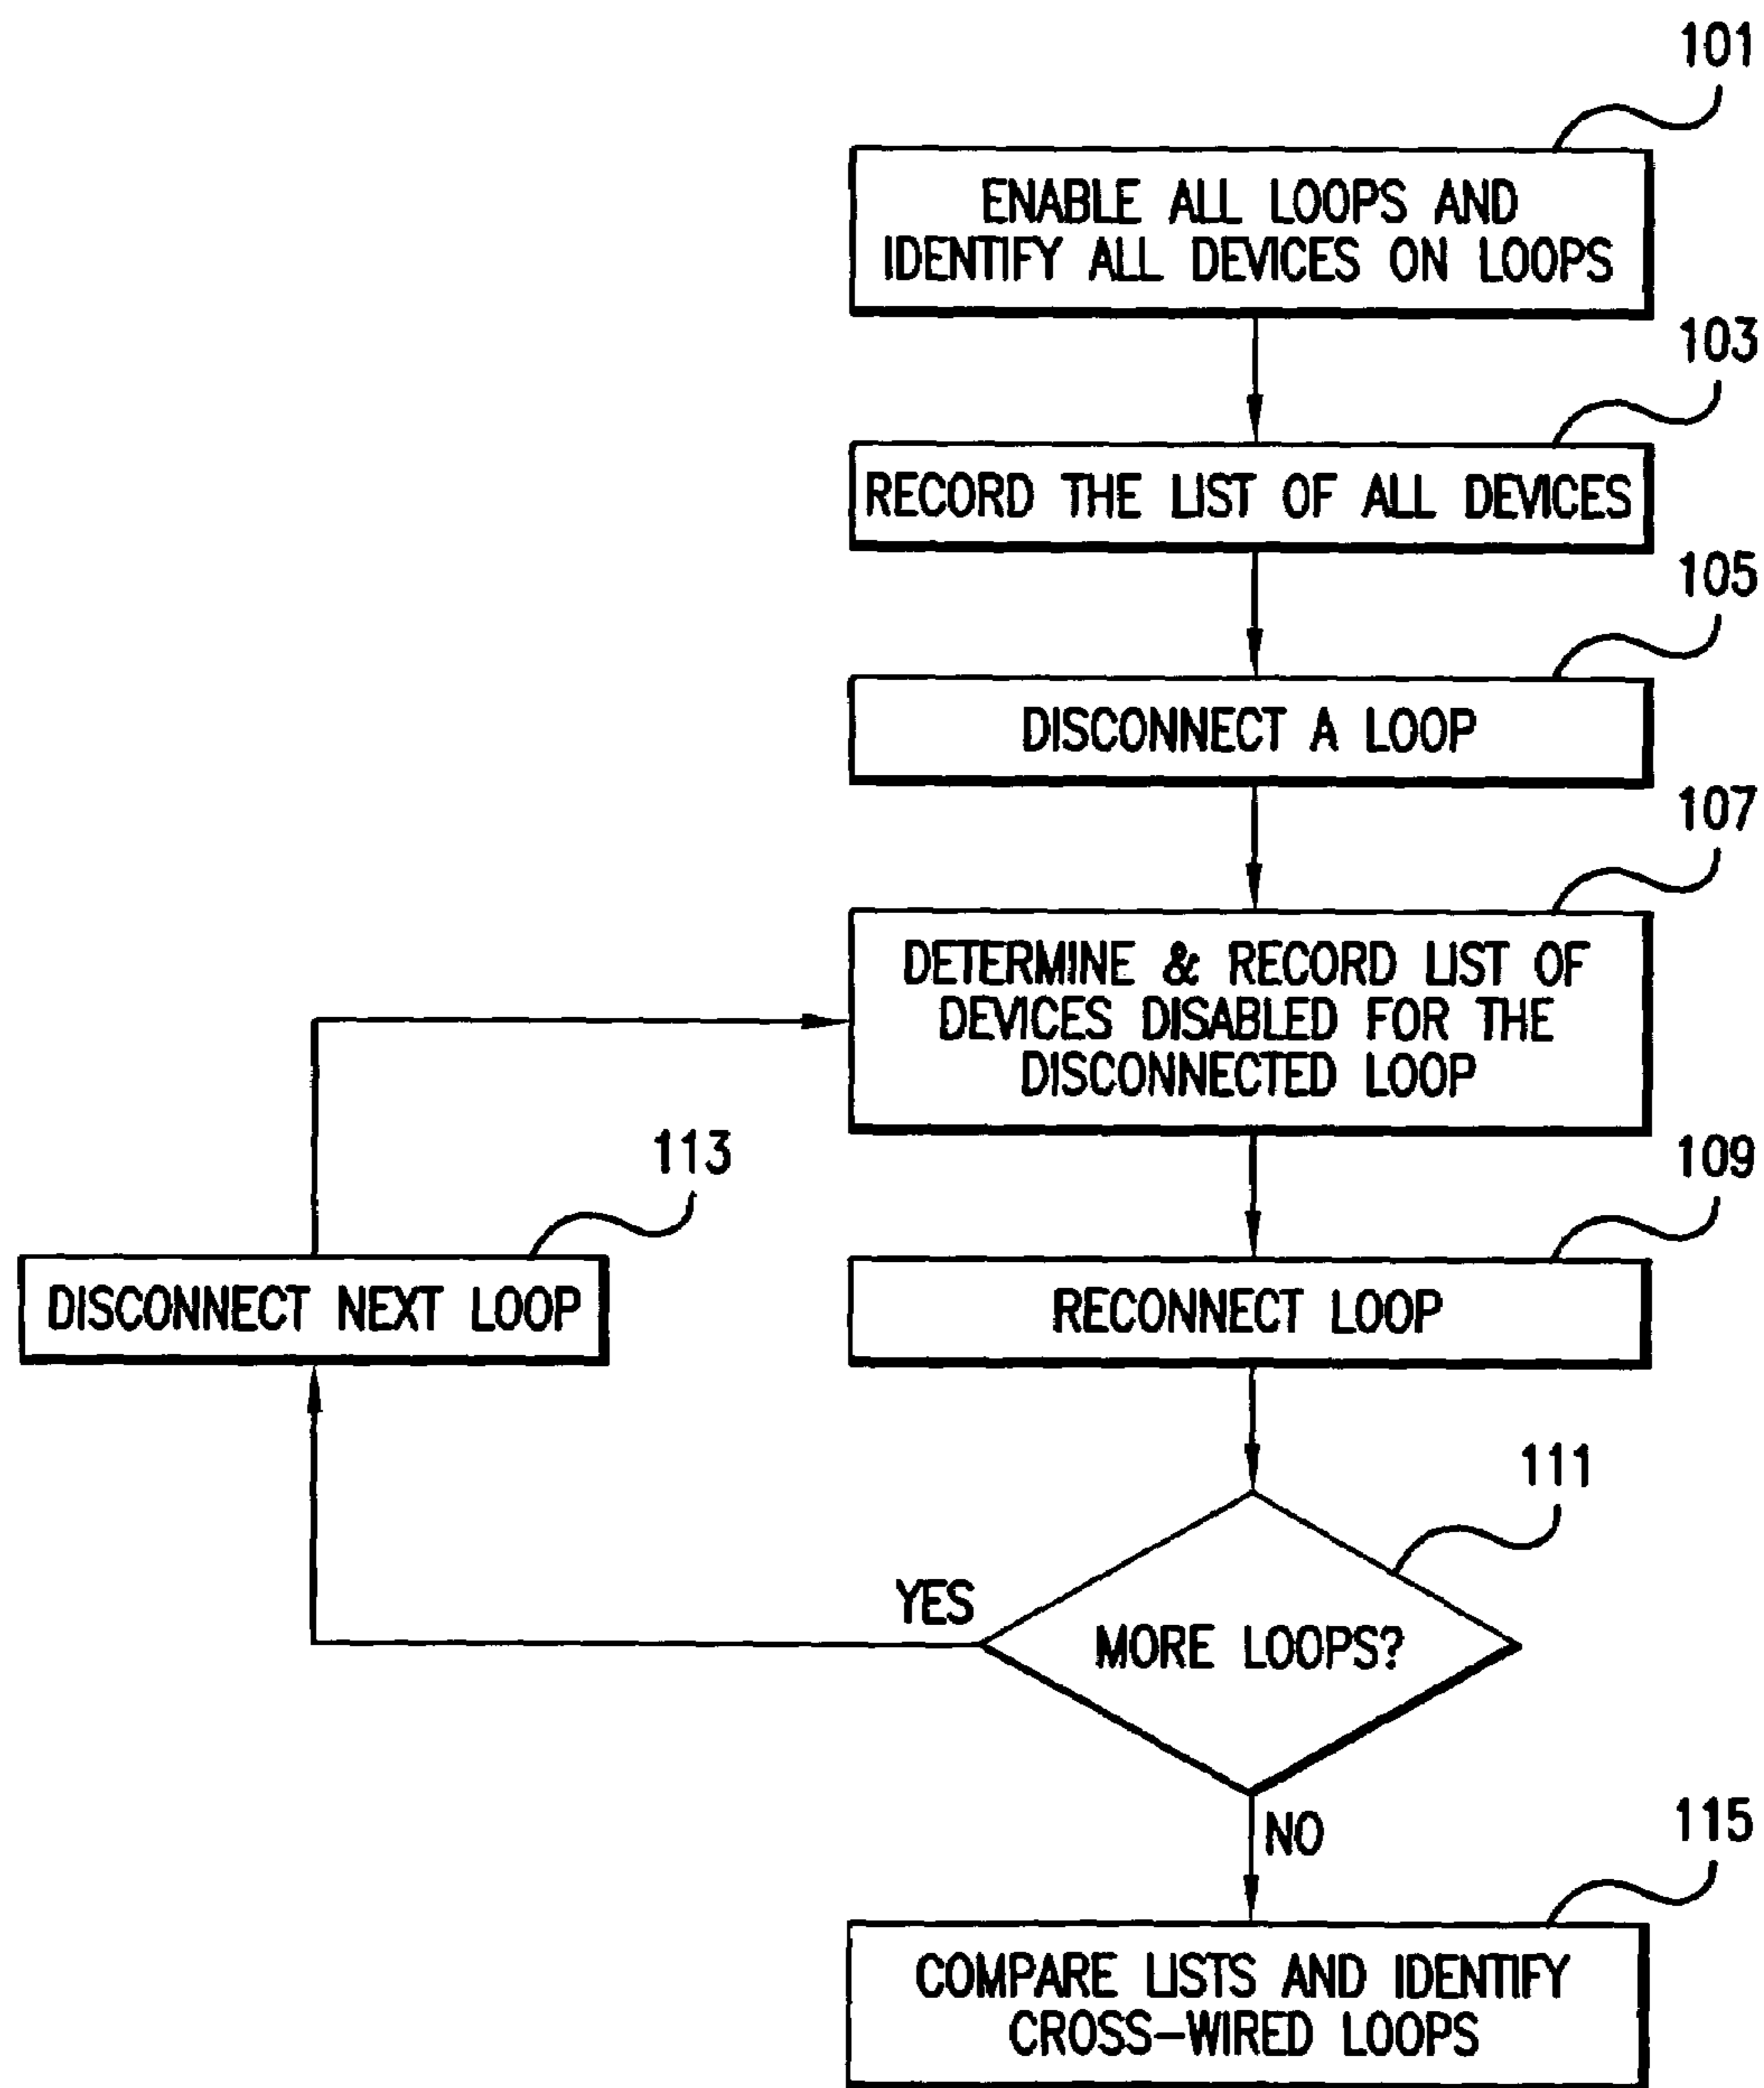 101
ENABLE ALL LOOPS AND
IDENTIFY ALL DEVICES ON LOOPS
103
RECORD THE LIST OF ALL DEVICES
105
DISCONNECT A LOOP
107
DETERMINE & RECORD LIST OF
DEVICES DISABLED FOR THE
DISCONNECTED LOOP
113
109
DISCONNECT NEXT LOOP
RECONNECT LOOP
111
YES
MORE LOOPS?
NO
115
COMPARE LISTS AND IDENTIFY
CROSS-WIRED LOOPS